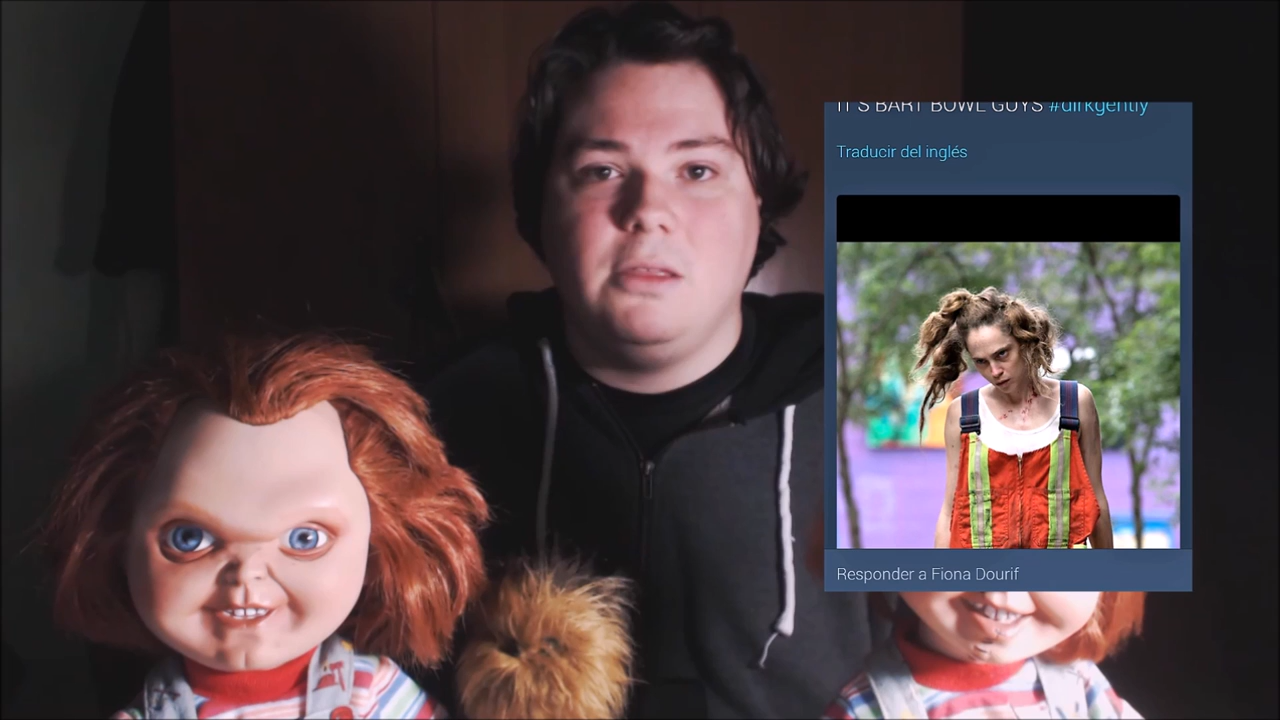 IT'S BART BOWL GUYS #dirkgently
Traducir del inglés
Responder a Fiona Dourif